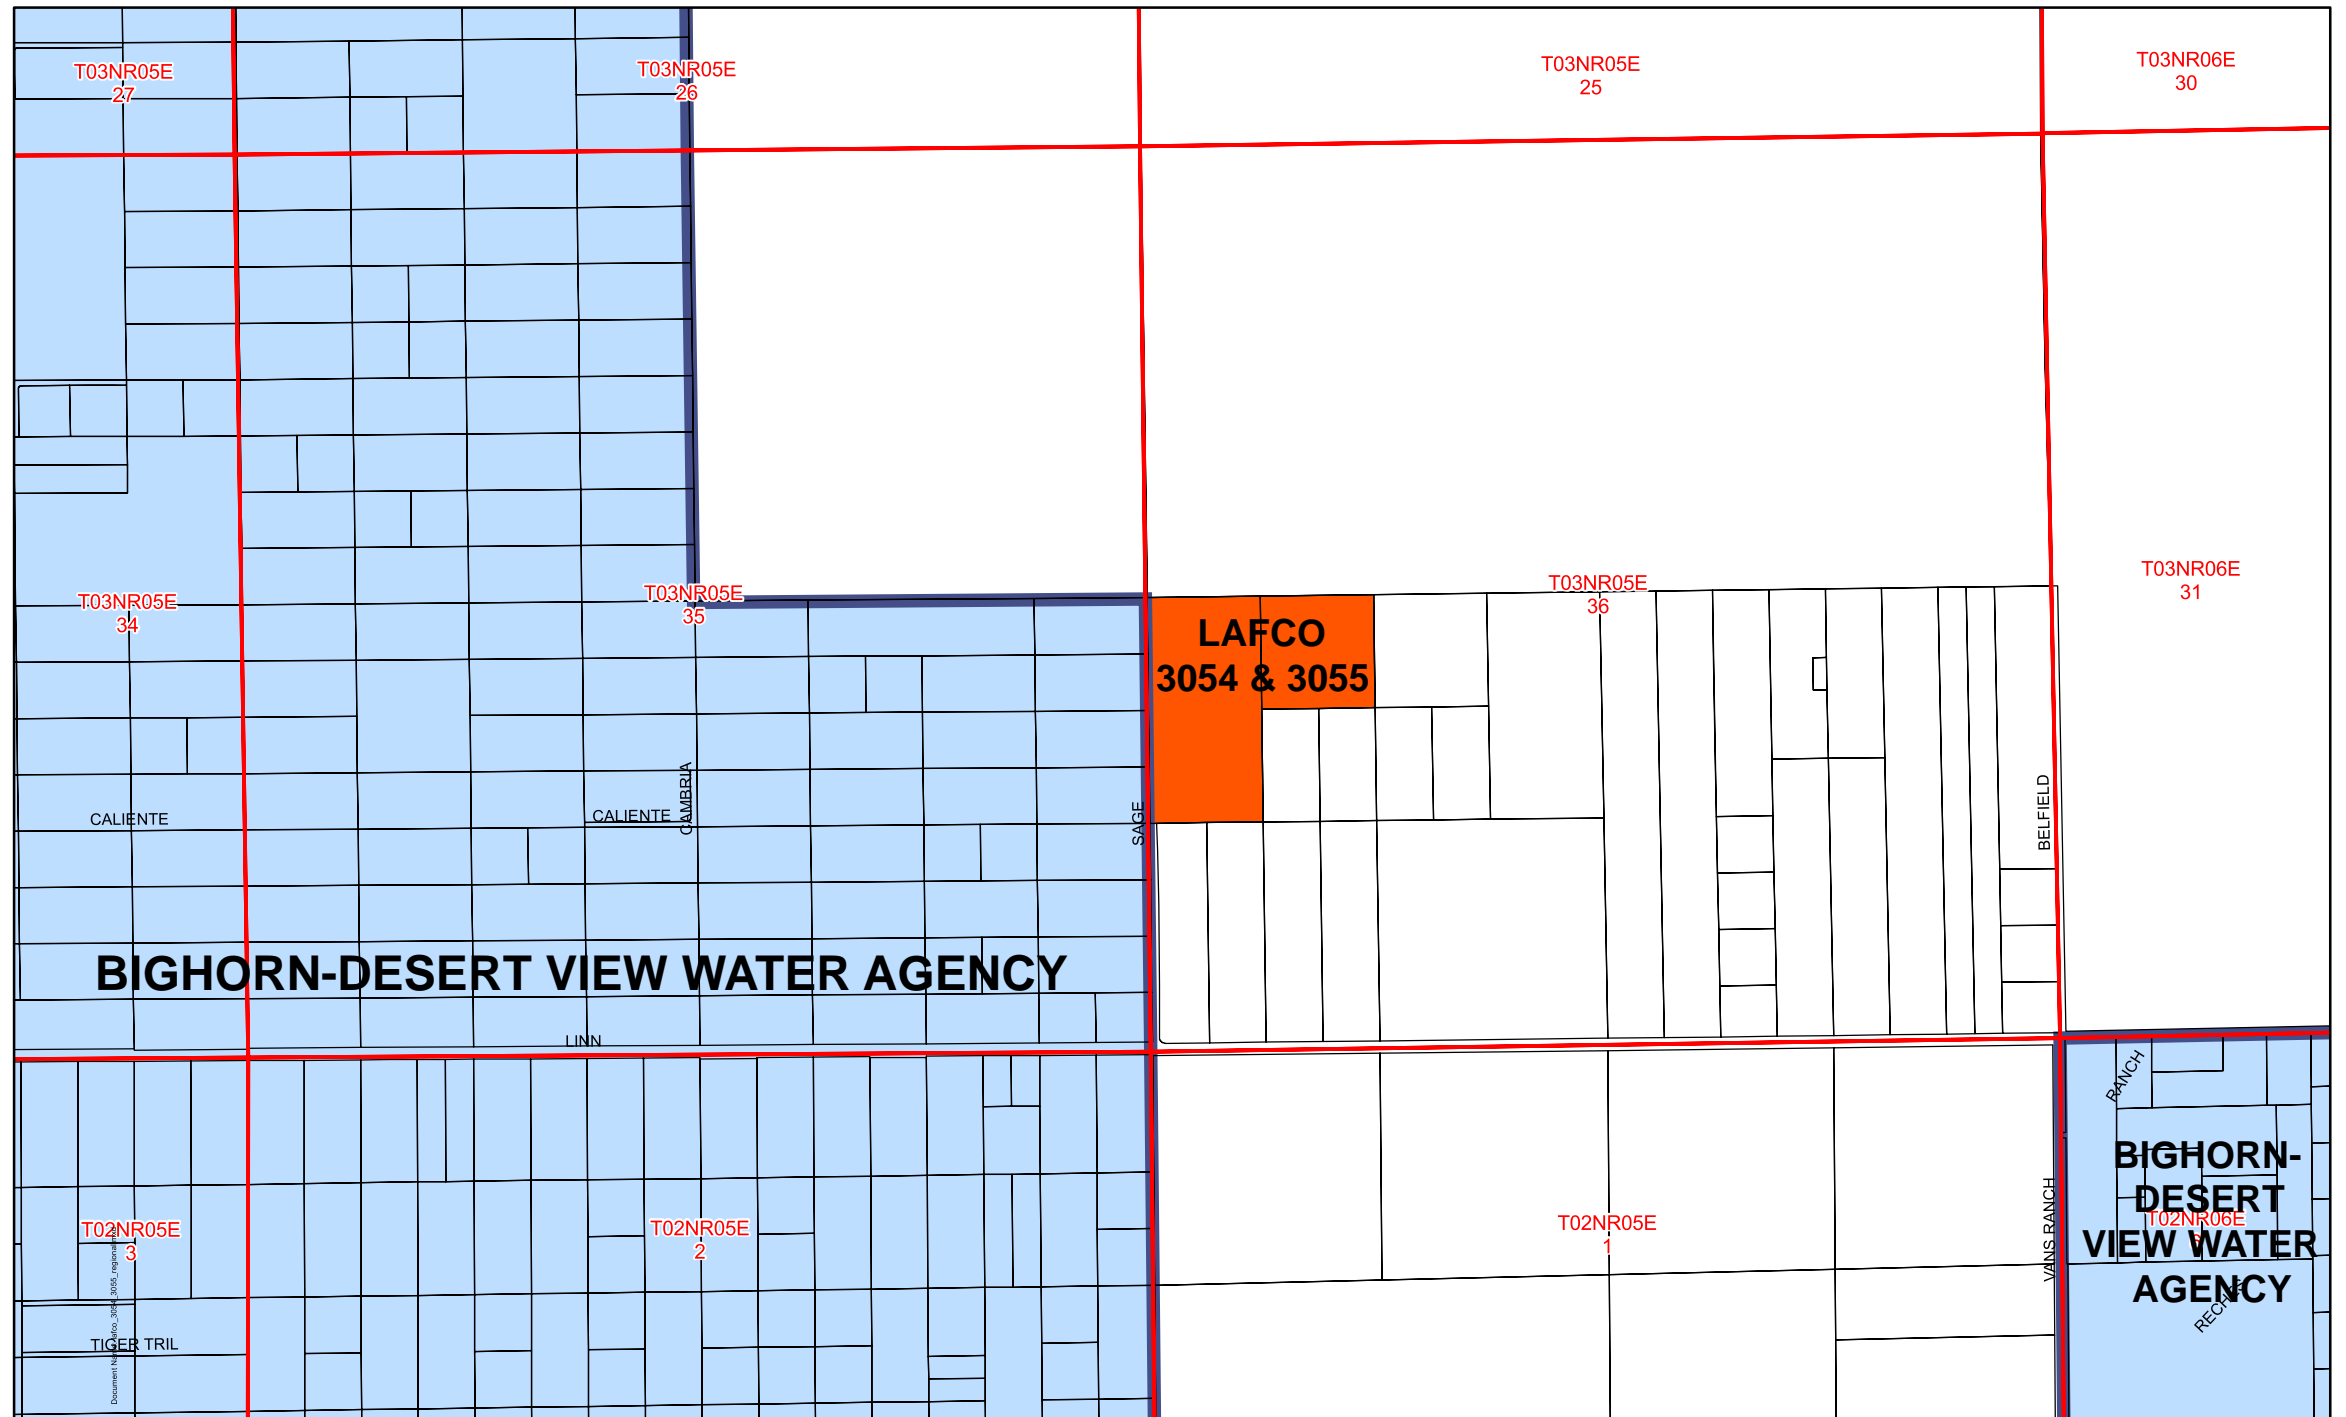 T03NR05E
27
T03NR05E
26
T03NR05E
25
T03NR06E
30
T03NR05E
34
T03NR05E
35
T03NR05E
36
T03NR06E
31
LAFCO
3054 & 3055
CALIENTE
CALIENTE
CAMBRIA
SAGE
BELFIELD
BIGHORN-DESERT VIEW WATER AGENCY
LINN
RANCH
BIGHORN-
DESERT
VIEW WATER
AGENCY
T02NR05E
3
T02NR05E
2
T02NR05E
1
T02NR06E
VANS RANCH
TIGER TRIL